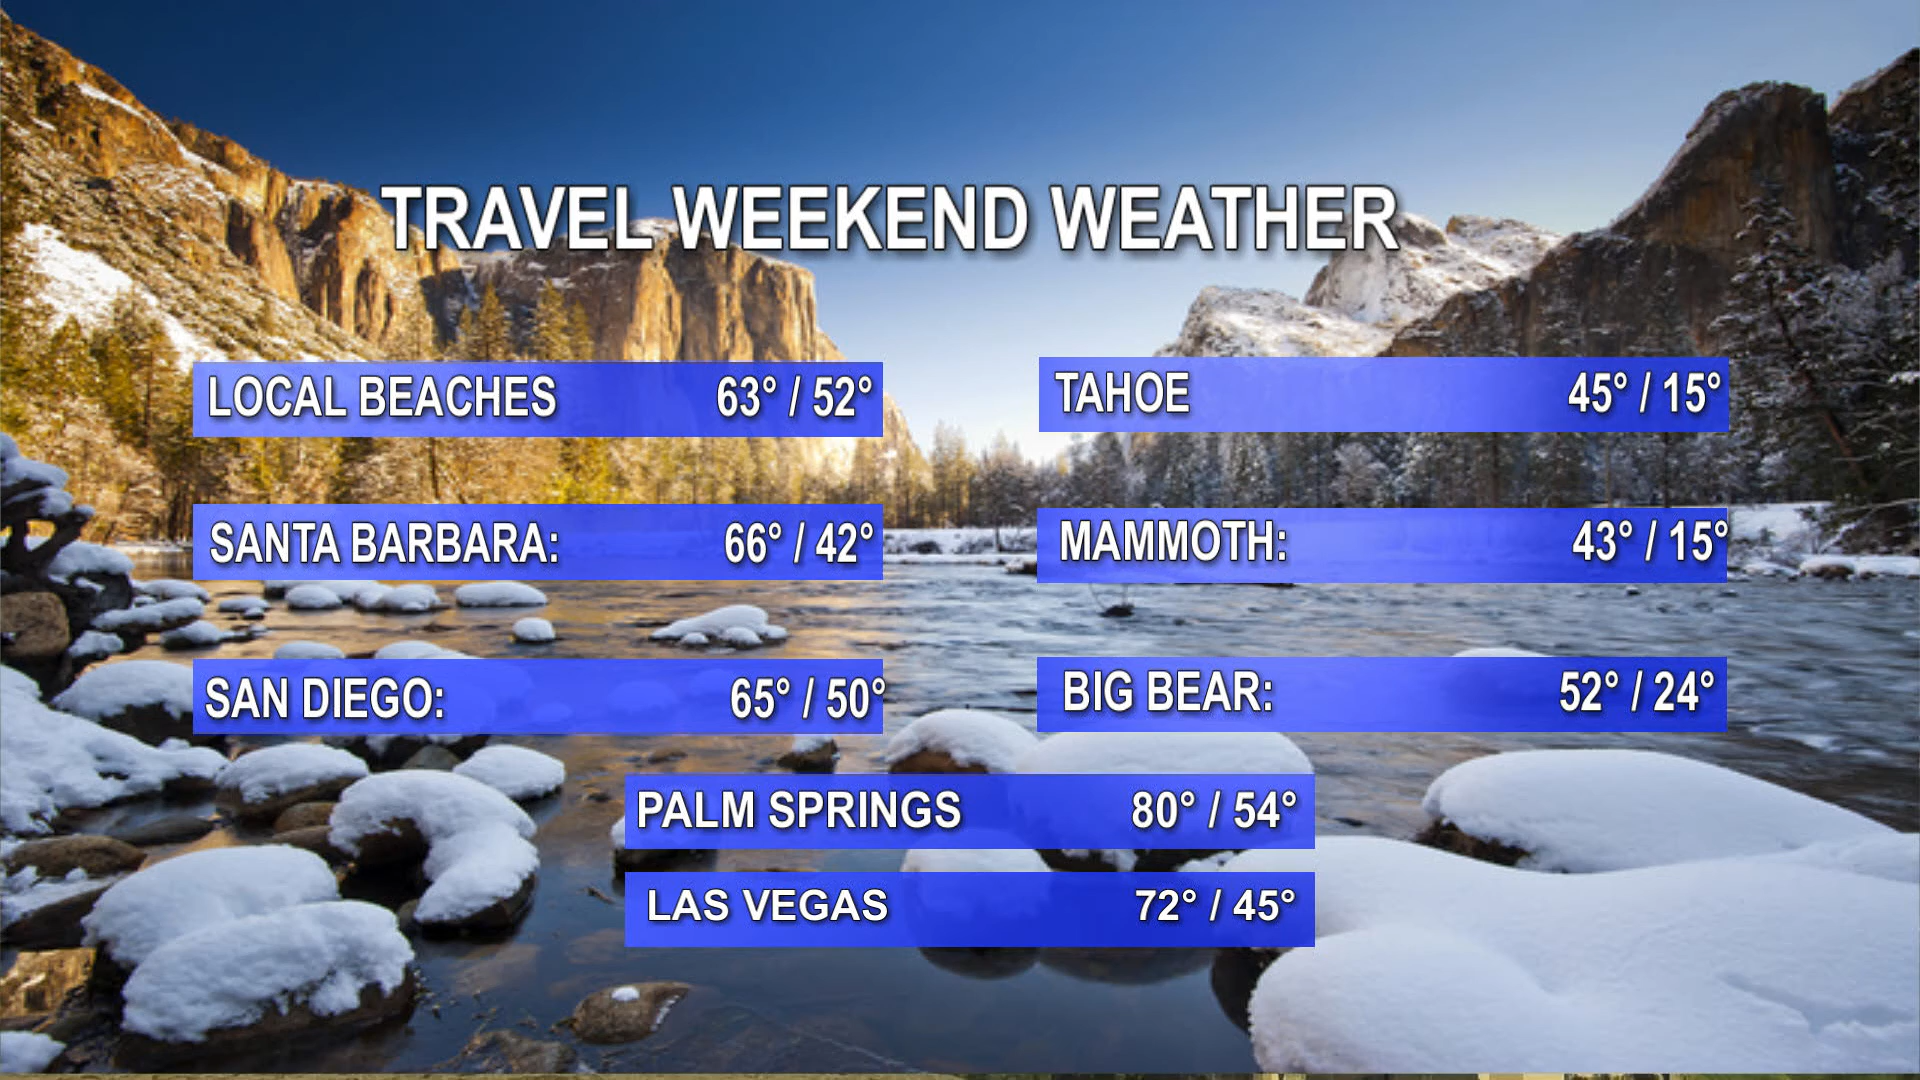 TRAVEL WEEKEND WEATHER
LOCAL BEACHES 63° / 52°
TAHOE 45° / 15°
SANTA BARBARA: 66° / 42°
MAMMOTH: 43° / 15°
SAN DIEGO: 65° / 50°
BIG BEAR: 52° / 24°
PALM SPRINGS 80° / 54°
LAS VEGAS 72° / 45°